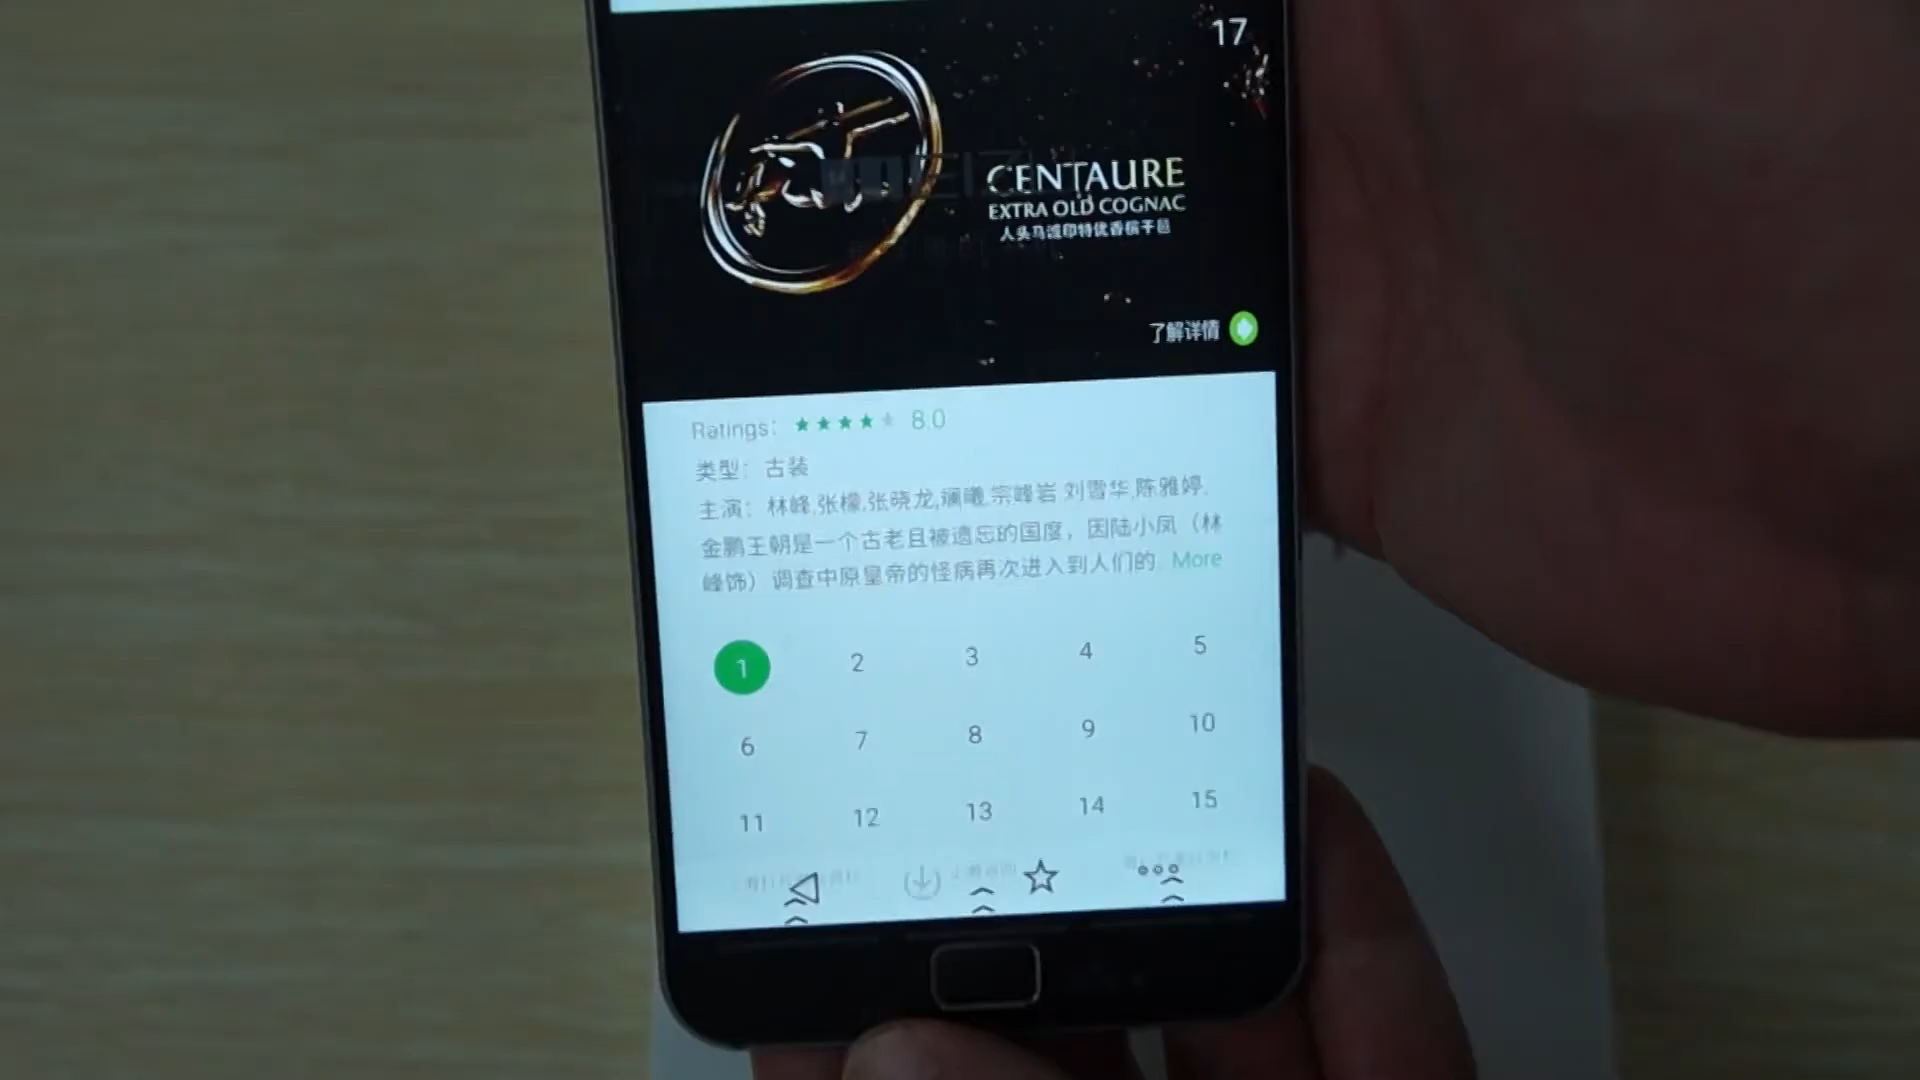 17
CENTAURE
EXTRA OLD COGNAC
人头马诚印特优香槟干邑
了解详情
Ratings: 8.0
类型: 古装
主演: 林峰,张檬,张晓龙,斓曦,宗峰岩,刘雪华,陈雅婷,
金鹏王朝是一个古老且被遗忘的国度，因陆小凤（林
峰饰）调查中原皇帝的怪病再次进入到人们的 More
1 2 3 4 5
6 7 8 9 10
11 12 13 14 15